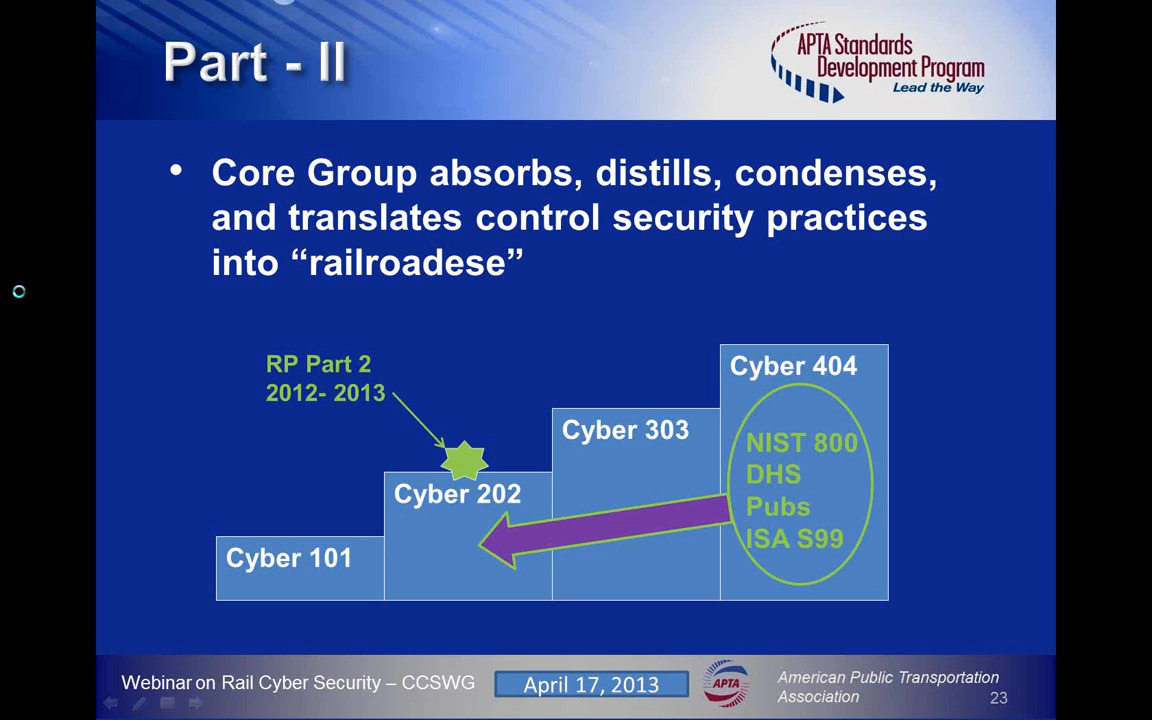 Part - II
APTA Standards
Development Program
Lead the Way
• Core Group absorbs, distills, condenses,
and translates control security practices
into “railroadese”
RP Part 2
2012- 2013
Cyber 101
Cyber 202
Cyber 303
Cyber 404
NIST 800
DHS
Pubs
ISA S99
Webinar on Rail Cyber Security – CCSWG
April 17, 2013
APTA
American Public Transportation
Association
23